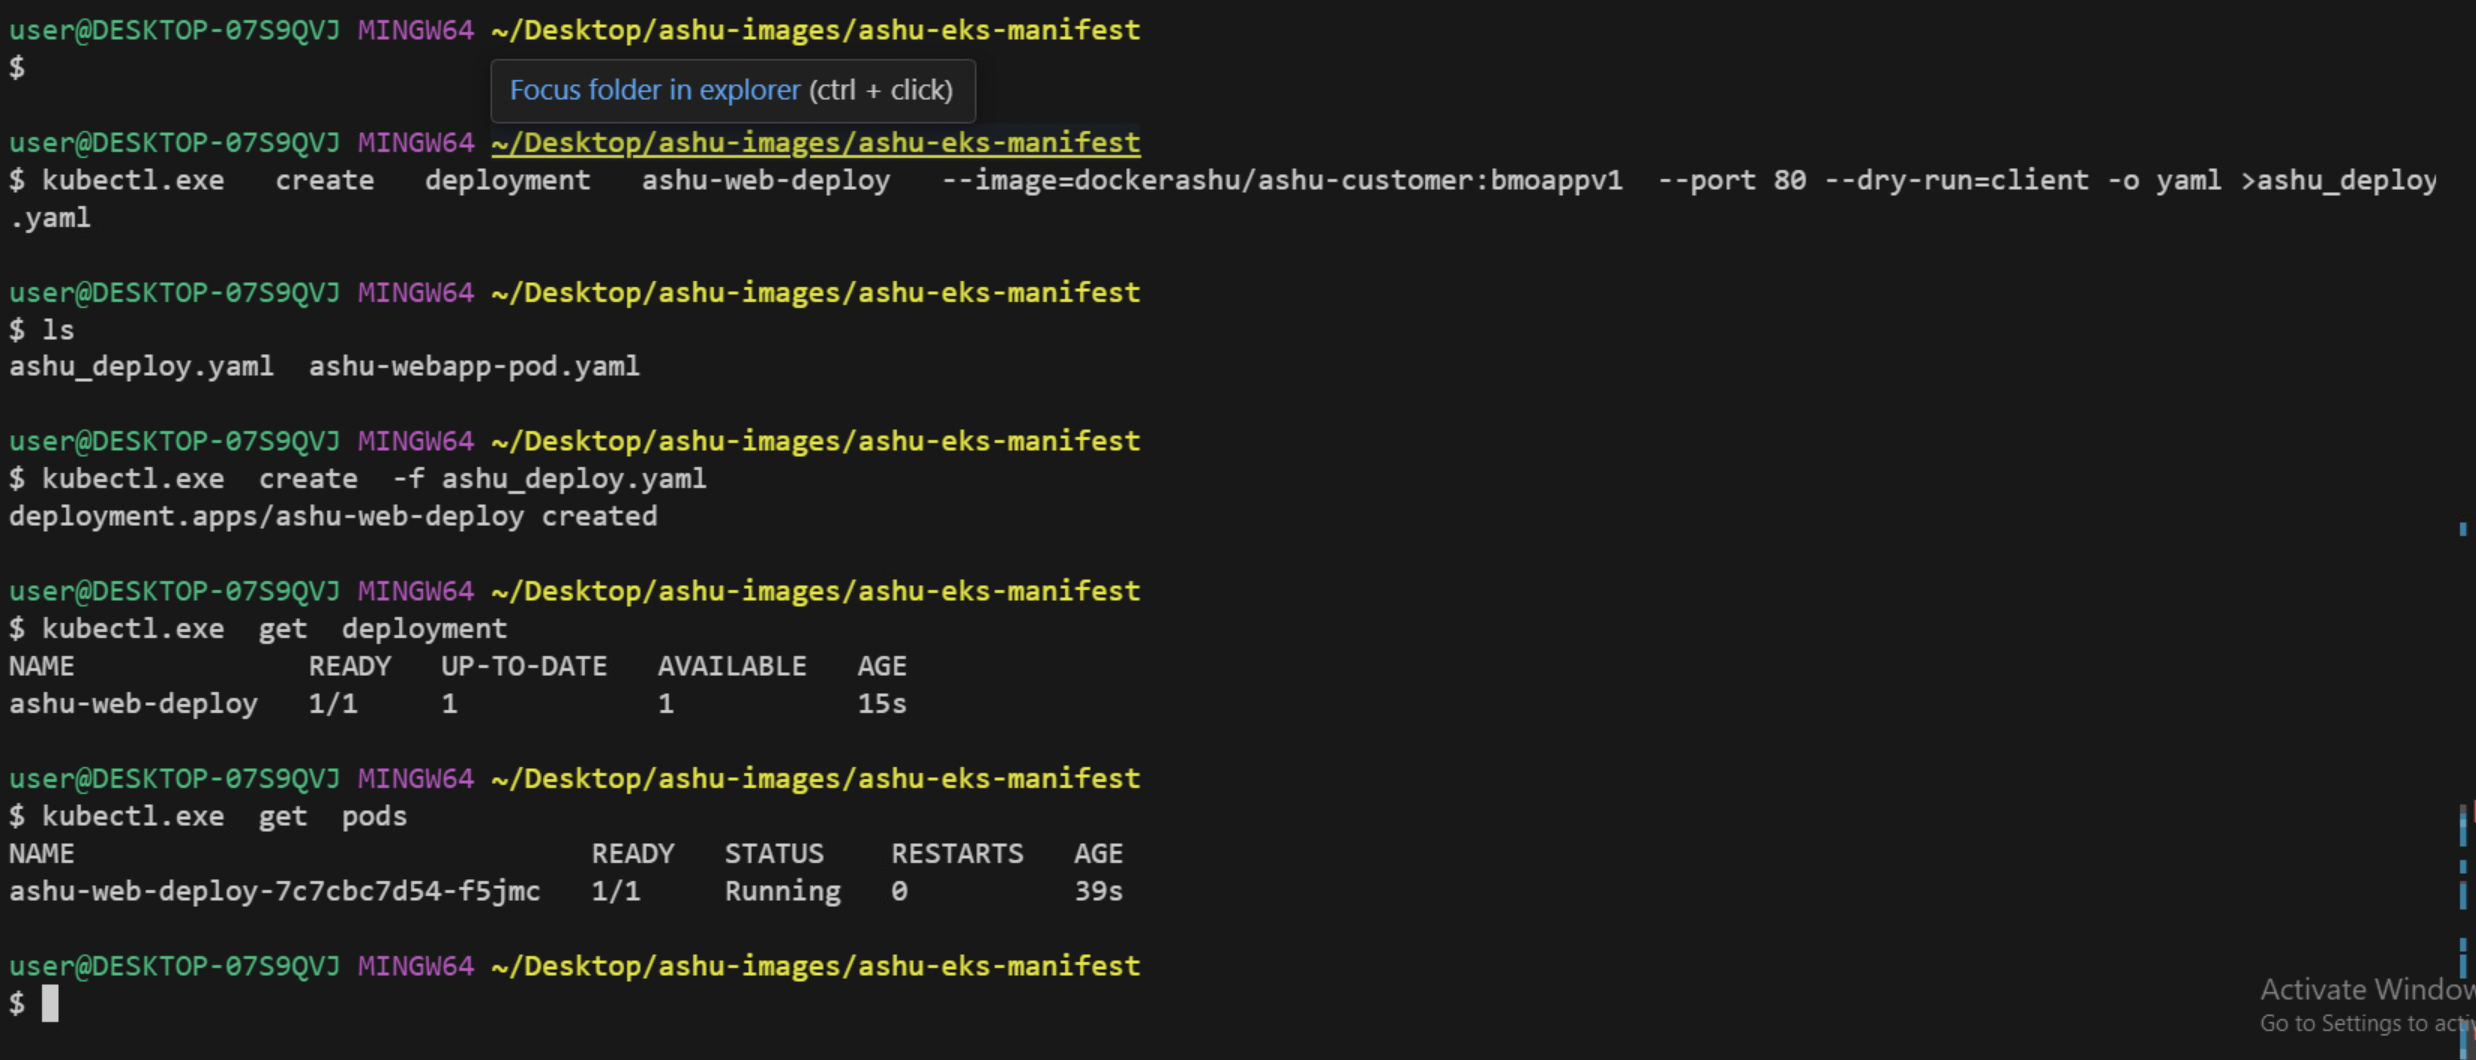 user@DESKTOP-07S9QVJ MINGW64 ~/Desktop/ashu-images/ashu-eks-manifest
$
Focus folder in explorer (ctrl + click)
user@DESKTOP-07S9QVJ MINGW64 ~/Desktop/ashu-images/ashu-eks-manifest
$ kubectl.exe   create   deployment   ashu-web-deploy   --image=dockerashu/ashu-customer:bmoappv1  --port 80 --dry-run=client -o yaml >ashu_deploy
.yaml
user@DESKTOP-07S9QVJ MINGW64 ~/Desktop/ashu-images/ashu-eks-manifest
$ ls
ashu_deploy.yaml  ashu-webapp-pod.yaml
user@DESKTOP-07S9QVJ MINGW64 ~/Desktop/ashu-images/ashu-eks-manifest
$ kubectl.exe  create  -f ashu_deploy.yaml
deployment.apps/ashu-web-deploy created
user@DESKTOP-07S9QVJ MINGW64 ~/Desktop/ashu-images/ashu-eks-manifest
$ kubectl.exe  get  deployment
NAME              READY   UP-TO-DATE   AVAILABLE   AGE
ashu-web-deploy   1/1     1            1           15s
user@DESKTOP-07S9QVJ MINGW64 ~/Desktop/ashu-images/ashu-eks-manifest
$ kubectl.exe  get  pods
NAME                               READY   STATUS    RESTARTS   AGE
ashu-web-deploy-7c7cbc7d54-f5jmc   1/1     Running   0          39s
user@DESKTOP-07S9QVJ MINGW64 ~/Desktop/ashu-images/ashu-eks-manifest
$
Activate Window
Go to Settings to acti